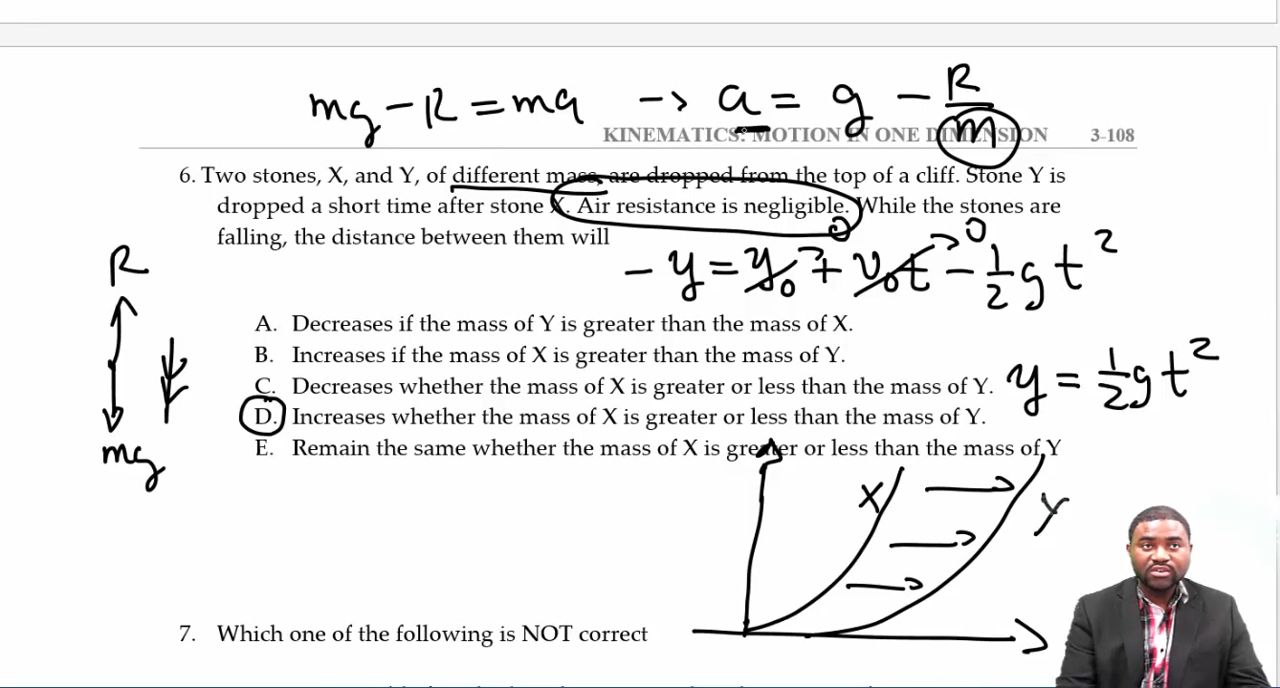 mg − R = ma → a = g − R/m
KINEMATICS: MOTION IN ONE DIMENSION 3-108
6. Two stones, X, and Y, of different mass, are dropped from the top of a cliff. Stone Y is
dropped a short time after stone X. Air resistance is negligible. While the stones are
falling, the distance between them will
− y = y₀ + v₀t − ½gt²
0
0
R
A. Decreases if the mass of Y is greater than the mass of X.
B. Increases if the mass of X is greater than the mass of Y.
C. Decreases whether the mass of X is greater or less than the mass of Y.
y = ½gt²
D. Increases whether the mass of X is greater or less than the mass of Y.
E. Remain the same whether the mass of X is greater or less than the mass of Y
mg
X
Y
7. Which one of the following is NOT correct